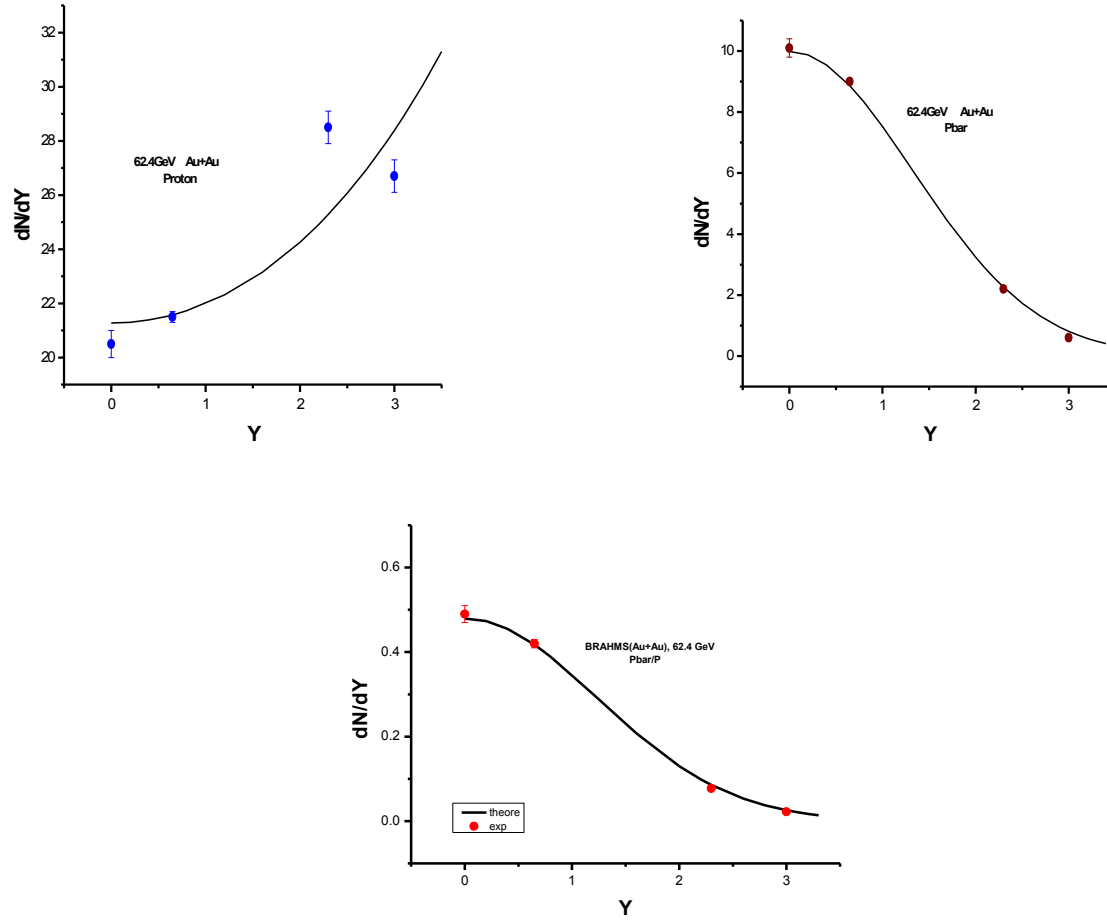 32
30
28
26
24
22
20
dN/dY
62.4GeV Au+Au
Proton
0
1
2
3
Y
10
8
6
4
2
0
dN/dY
62.4GeV Au+Au
Pbar
0
1
2
3
Y
0.6
0.4
0.2
0.0
dN/dY
BRAHMS(Au+Au), 62.4 GeV
Pbar/P
theore
exp
0
1
2
3
Y